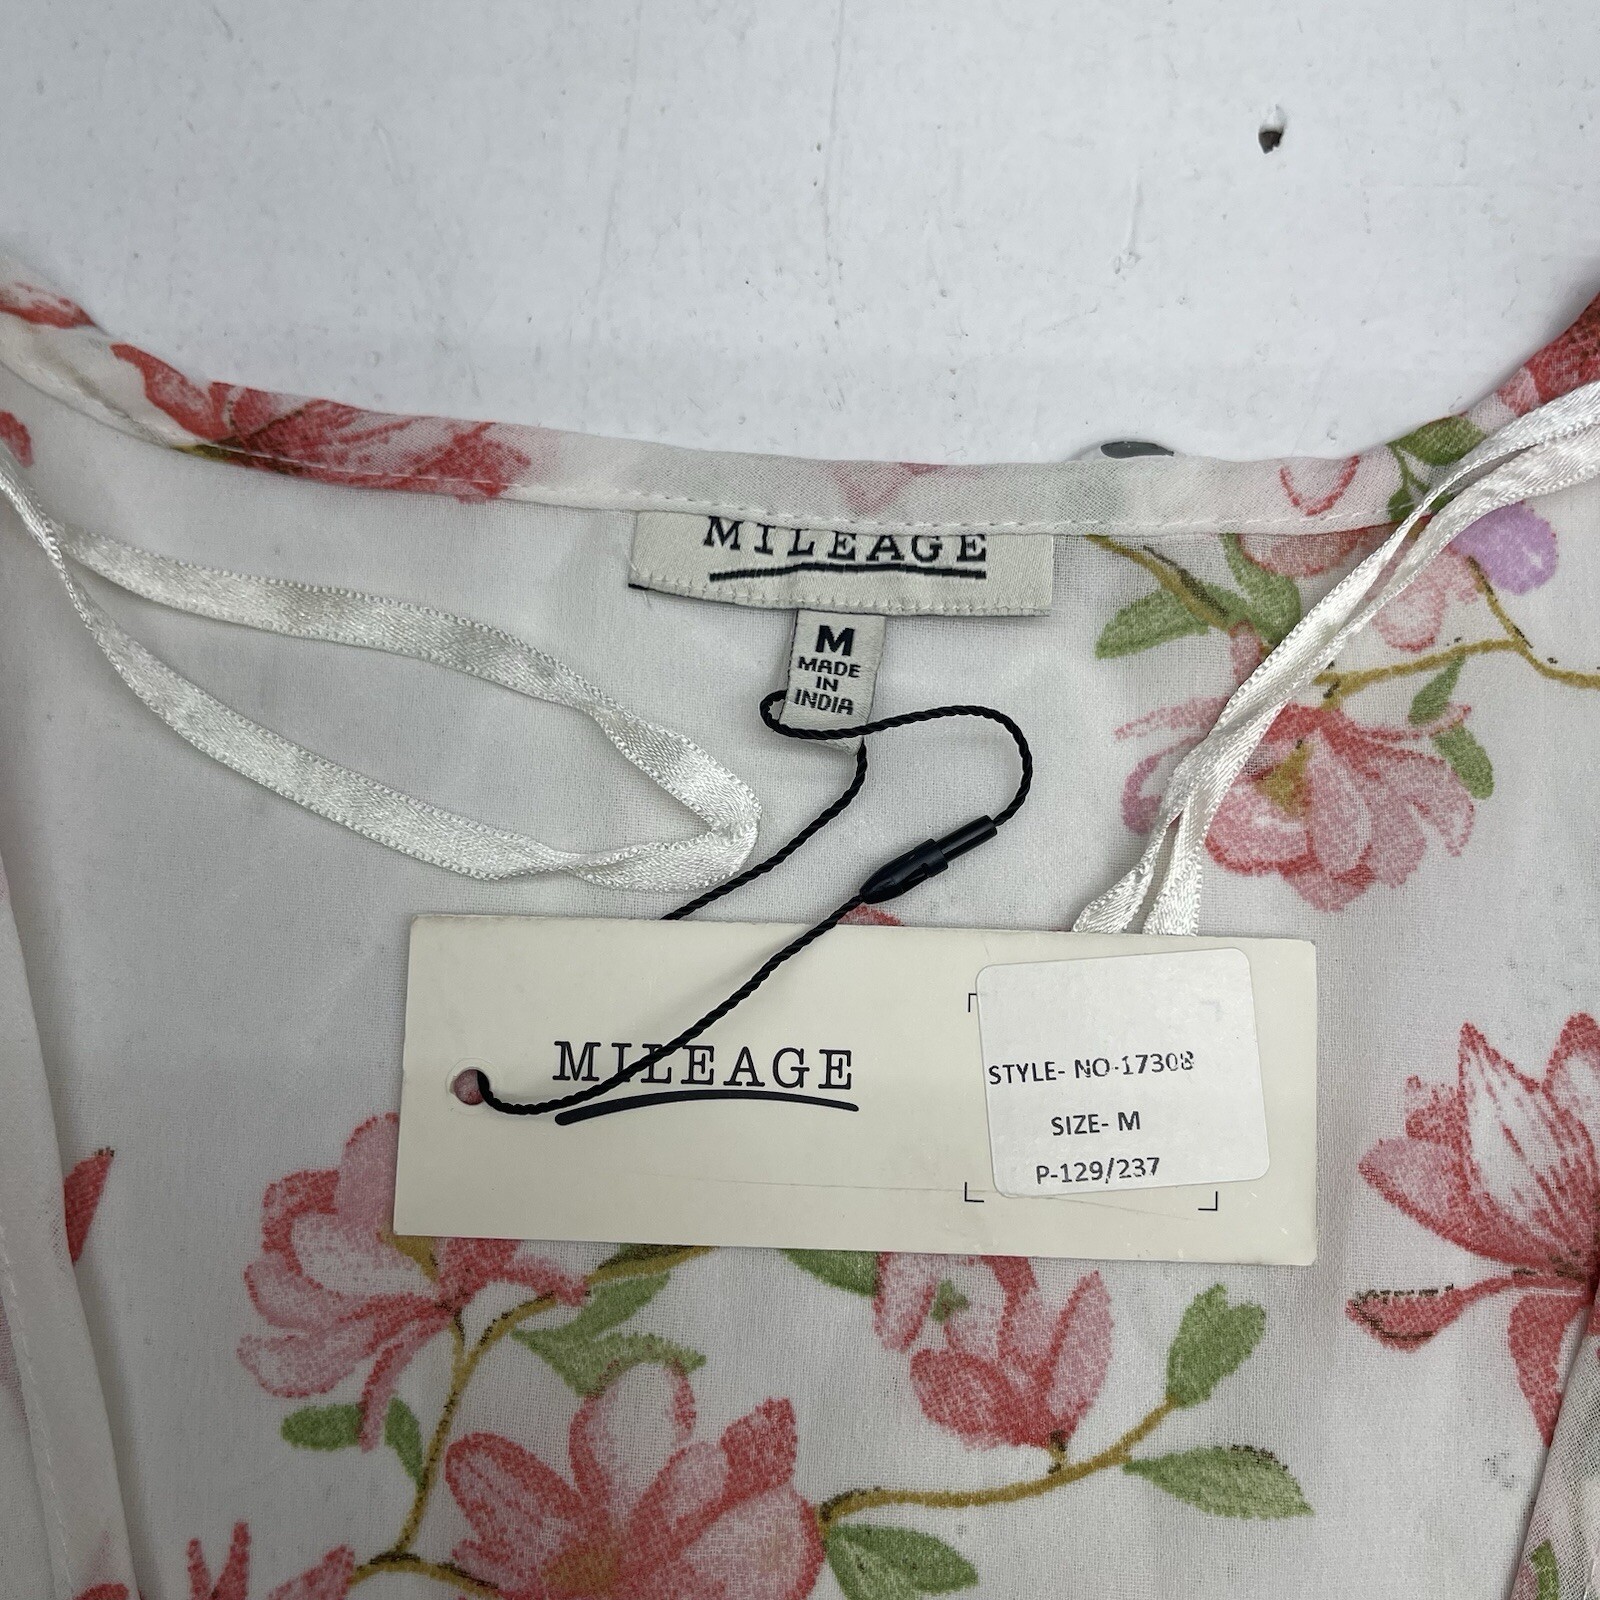 MILEAGE
M
MADE
IN
INDIA
MILEAGE
STYLE- NO-17308
SIZE- M
P-129/237